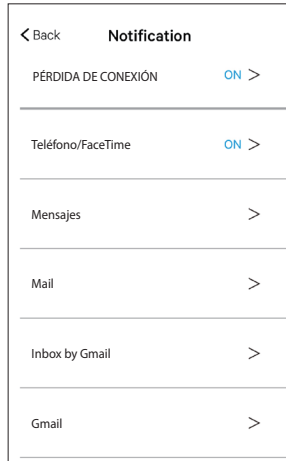 Back Notification
PÉRDIDA DE CONEXIÓN ON
Teléfono/FaceTime ON
Mensajes
Mail
Inbox by Gmail
Gmail